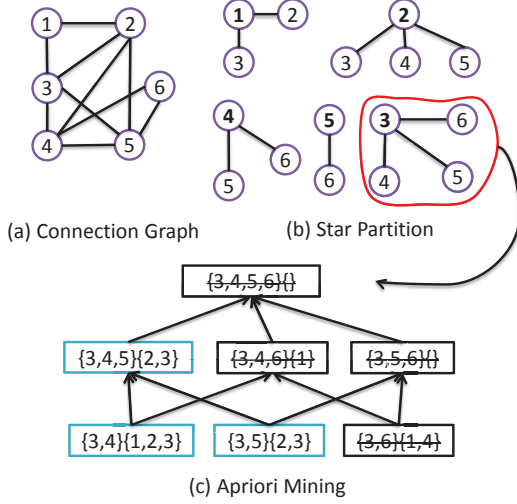 1 2
3
4 5
6
1 2
3
2
3 4 5
4
5 6
5
6
3 6
4 5
(a) Connection Graph
(b) Star Partition
{3,4,5,6}{}
{3,4,5}{2,3} {3,4,6}{1} {3,5,6}{}
{3,4}{1,2,3} {3,5}{2,3} {3,6}{1,4}
(c) Apriori Mining